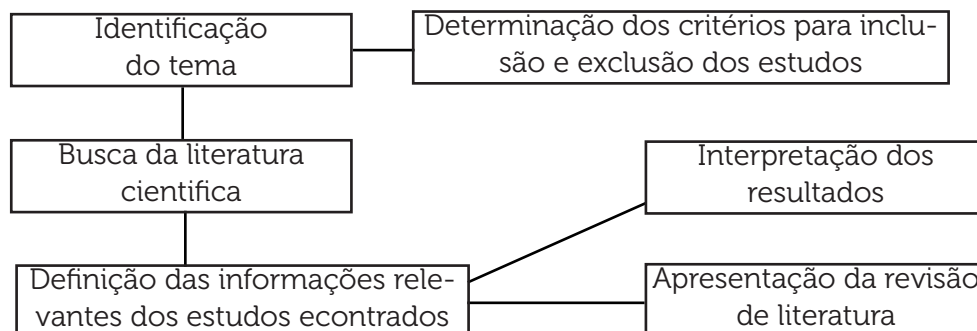 Identificação
do tema
Determinação dos critérios para inclu-
são e exclusão dos estudos
Busca da literatura
cientifica
Interpretação dos
resultados
Definição das informações rele-
vantes dos estudos econtrados
Apresentação da revisão
de literatura